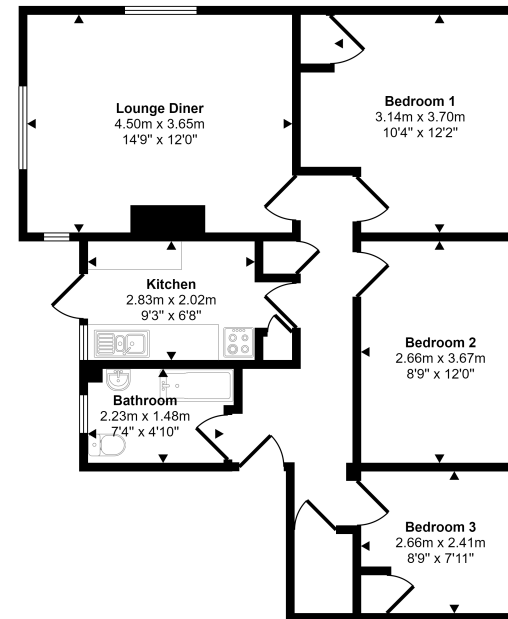 Lounge Diner
4.50m x 3.65m
14'9" x 12'0"
Bedroom 1
3.14m x 3.70m
10'4" x 12'2"
Kitchen
2.83m x 2.02m
9'3" x 6'8"
Bedroom 2
2.66m x 3.67m
8'9" x 12'0"
Bathroom
2.23m x 1.48m
7'4" x 4'10"
Bedroom 3
2.66m x 2.41m
8'9" x 7'11"